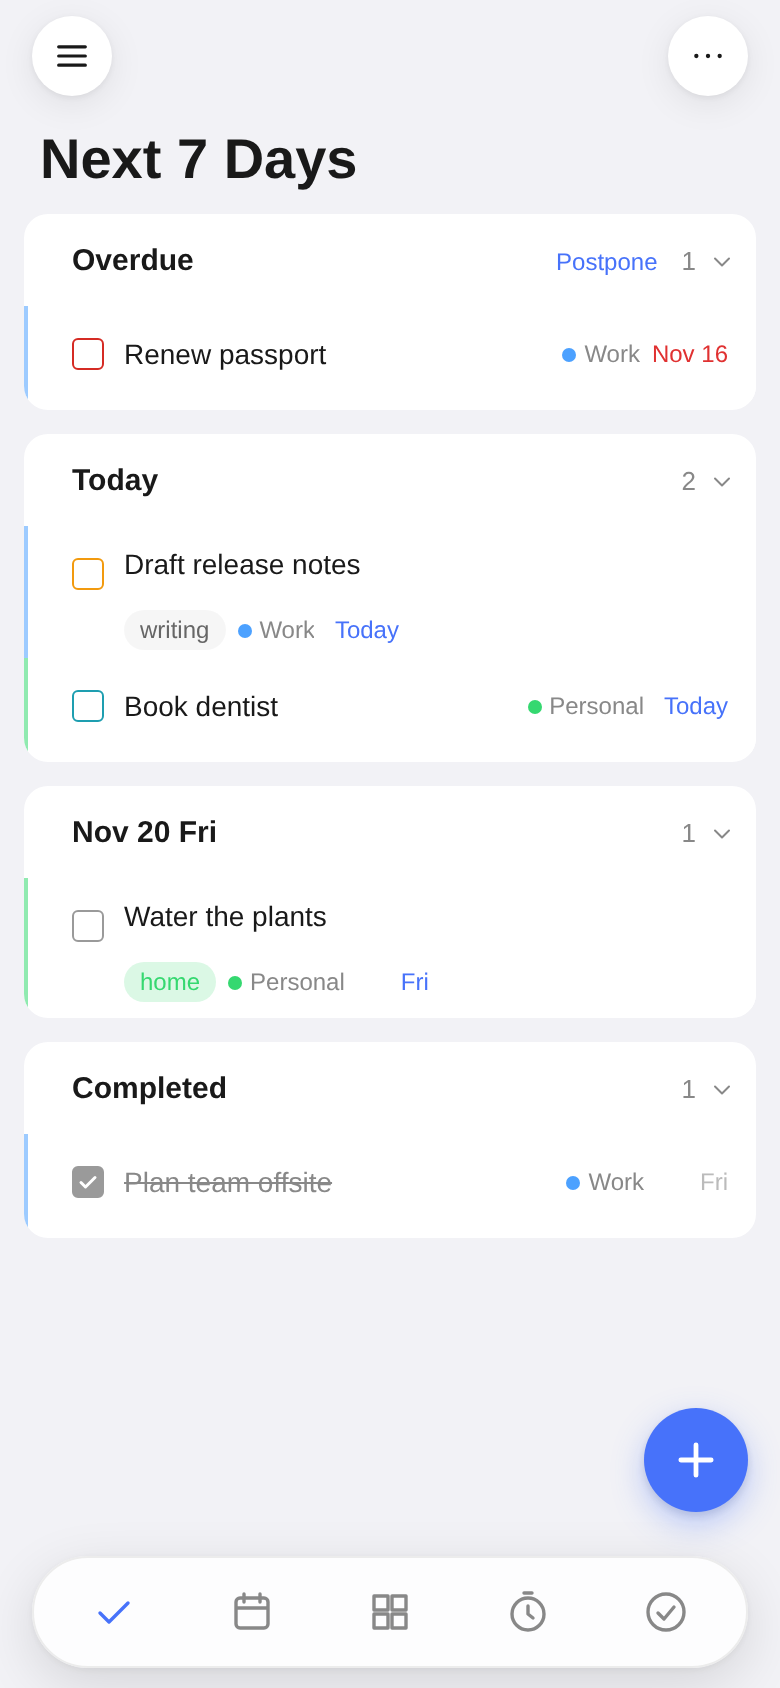 Next 7 Days
Overdue Postpone 1
Renew passport Work Nov 16
Today 2
Draft release notes
writing Work Today
Book dentist Personal Today
Nov 20 Fri 1
Water the plants
home Personal Fri
Completed 1
Plan team offsite Work Fri